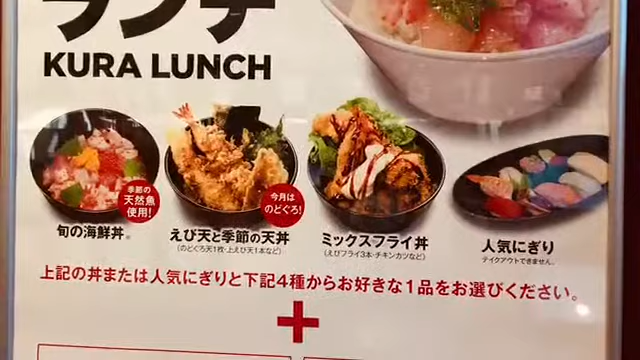 ランチ
KURA LUNCH
季節の
天然魚
使用!
今月は
のどぐろ!
旬の海鮮丼。
えび天と季節の天丼
(のどぐろ天1枚・上えび天1本など)
ミックスフライ丼
(えびフライ3本・チキンカツなど)
人気にぎり
テイクアウトできません。
上記の丼または人気にぎりと下記4種からお好きな1品をお選びください。
+